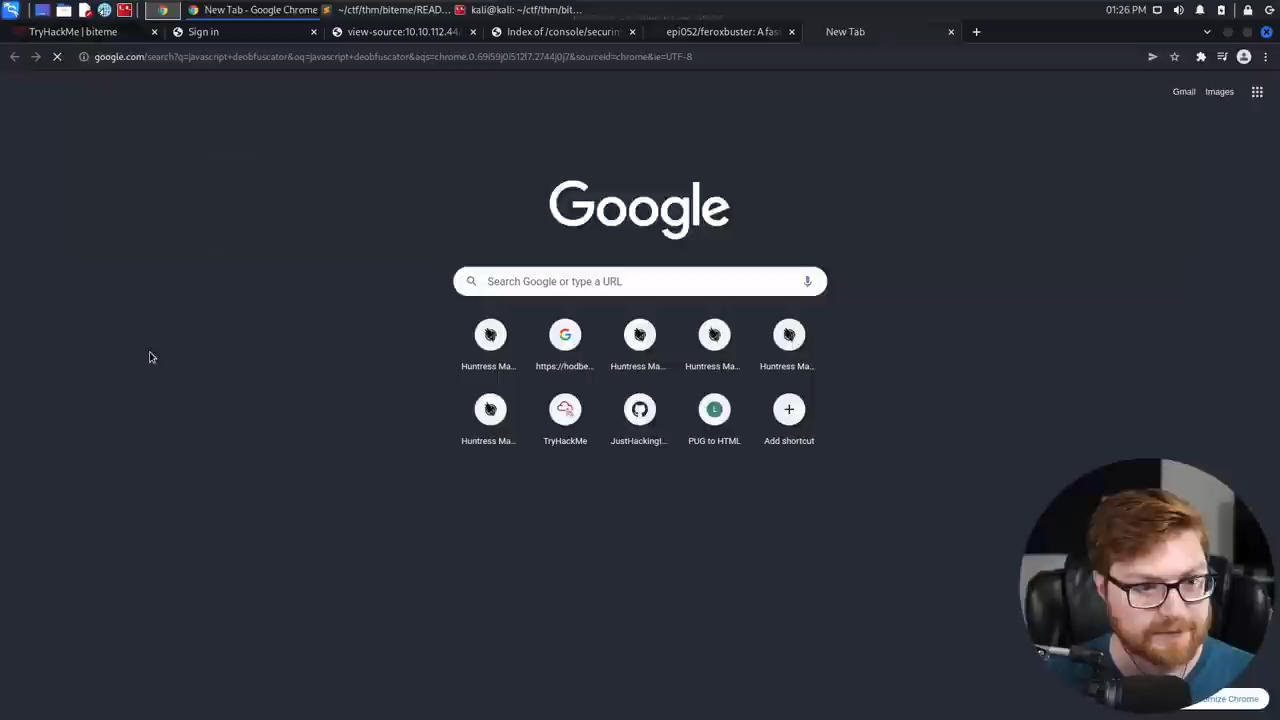 New Tab - Google Chrome
~/ctf/thm/biteme/READ...
kali@kali: ~/ctf/thm/bit...
01:26 PM
TryHackMe | biteme
Sign in
view-source:10.10.112.44
Index of /console/securim
epi052/feroxbuster: A fas
New Tab
google.com/search?q=javascript+deobfuscator&oq=javascript+deobfuscator&aqs=chrome.0.69i59j0i512l7.2744j0j7&sourceid=chrome&ie=UTF-8
Gmail Images
Google
Search Google or type a URL
Huntress Ma... https://hodbe... Huntress Ma... Huntress Ma... Huntress Ma...
Huntress Ma... TryHackMe JustHackingI... PUG to HTML Add shortcut
Chrome